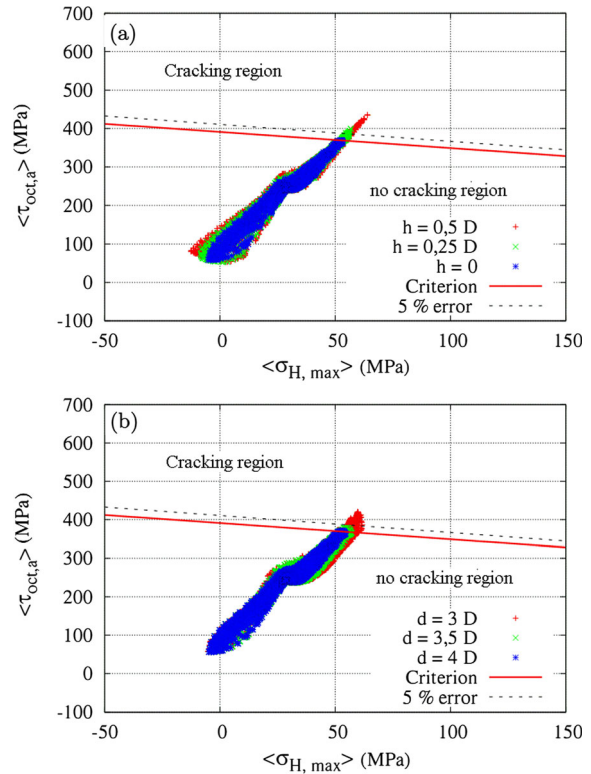 700
(a)
600
Cracking region
500
400
300
no cracking region
200
h = 0,5 D
100
h = 0,25 D
h = 0
0
Criterion
5 % error
-100
-50 0 50 100 150
<σH, max> (MPa)
<τoct,a> (MPa)
700
(b)
600
Cracking region
500
400
300
no cracking region
200
d = 3 D
100
d = 3,5 D
d = 4 D
0
Criterion
5 % error
-100
-50 0 50 100 150
<σH, max> (MPa)
<τoct,a> (MPa)